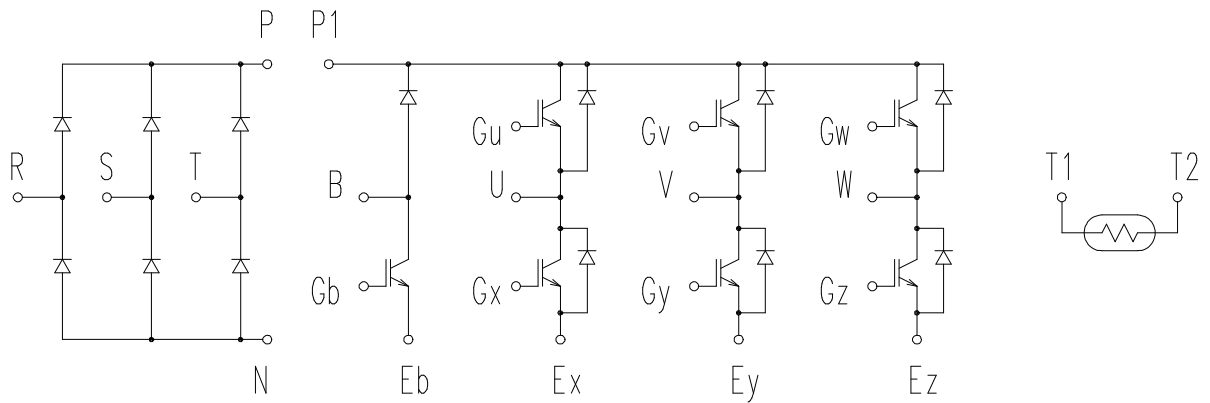 P P1
Gu Gv Gw
R S T B U V W T1 T2
Gb Gx Gy Gz
N Eb Ex Ey Ez